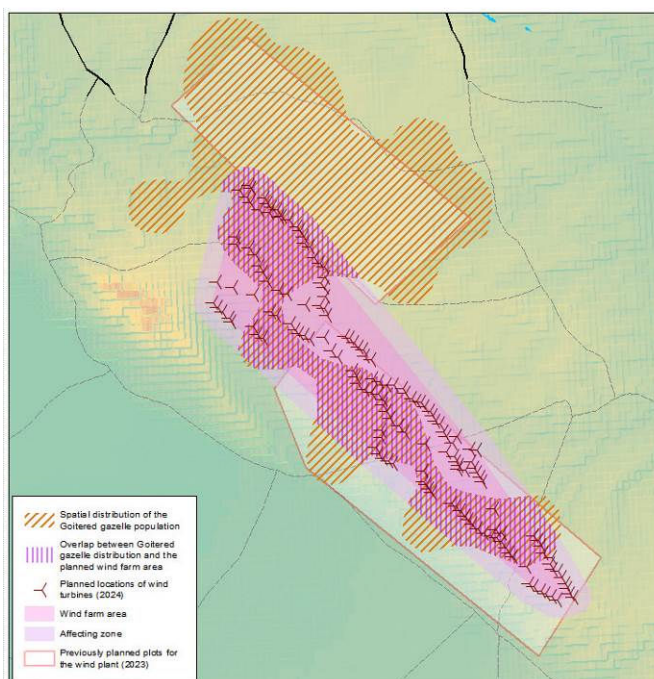 Spatial distribution of the
Goitered gazelle population
Overlap between Goitered
gazelle distribution and the
planned wind farm area
Planned locations of wind
turbines (2024)
Wind farm area
Affecting zone
Previously planned plots for
the wind plant (2023)